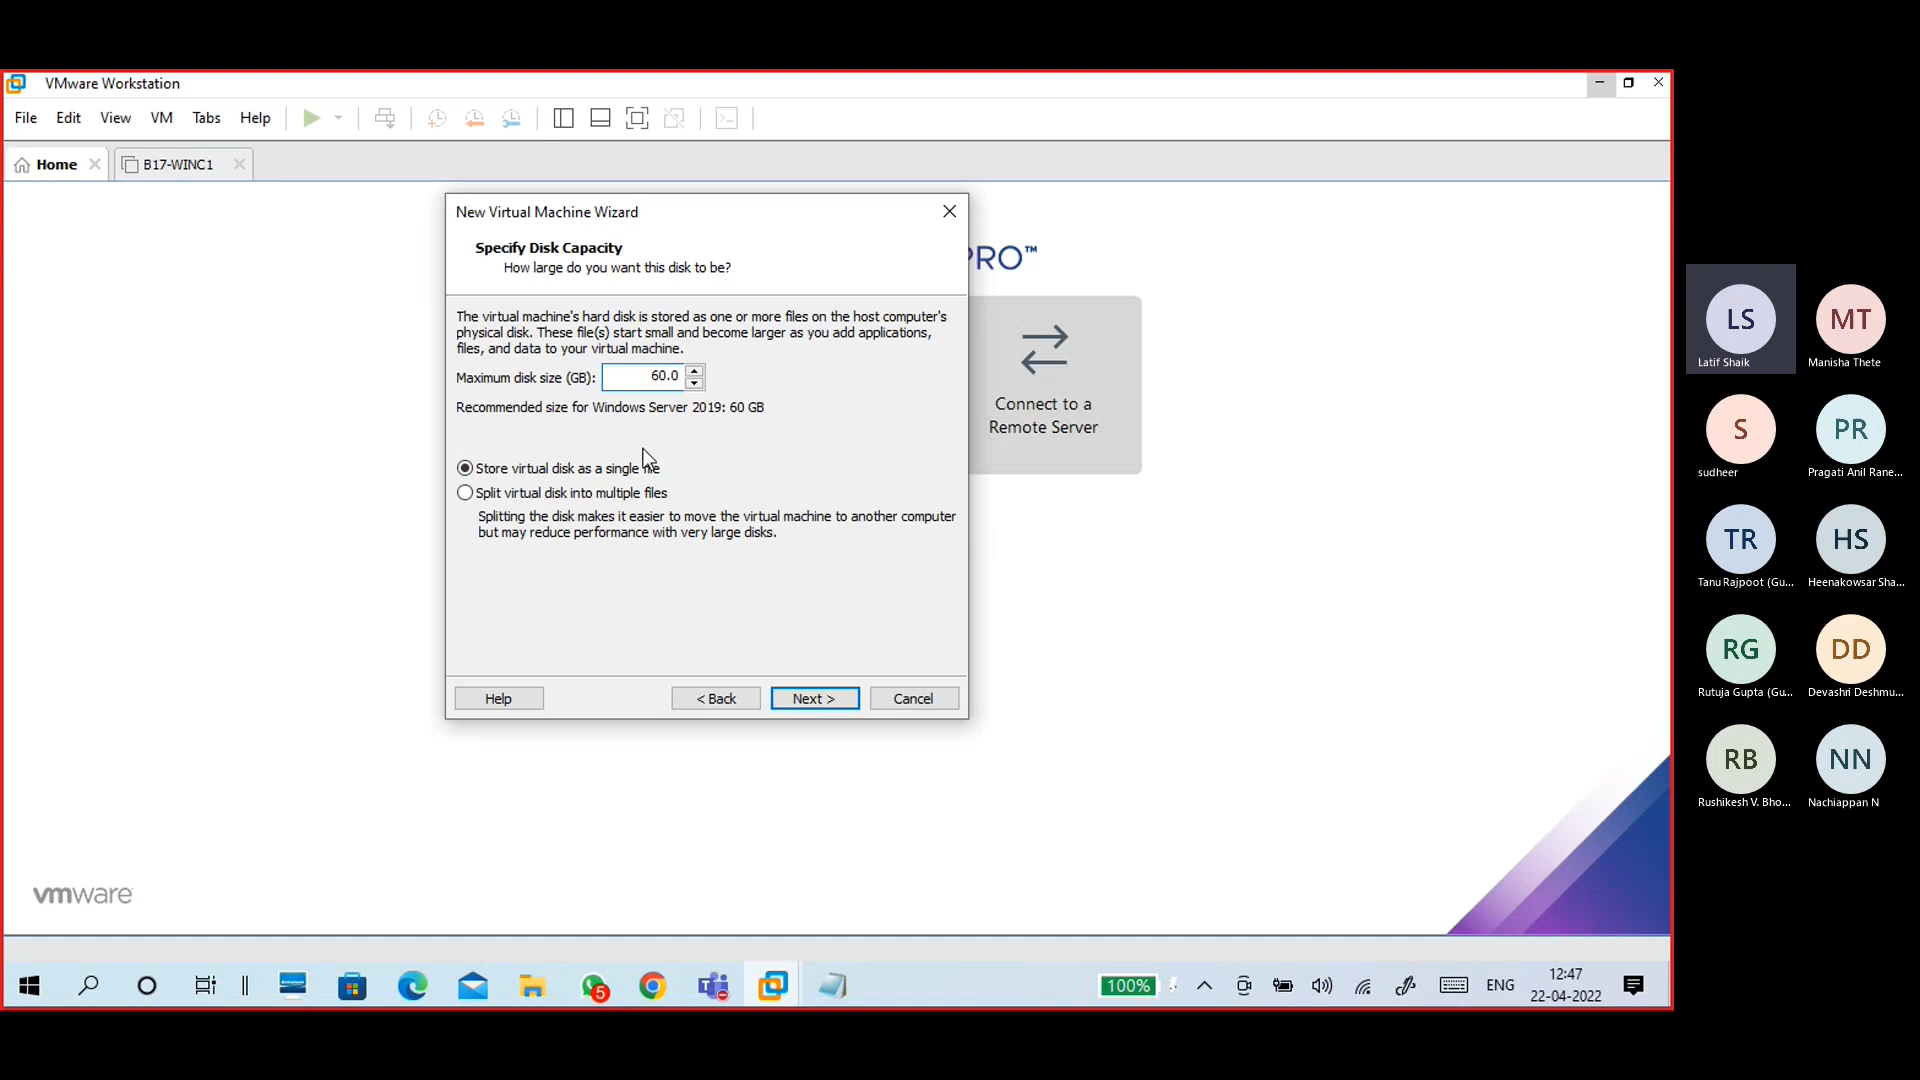 VMware Workstation
File Edit View VM Tabs Help
Home B17-WINC1
PRO™
New Virtual Machine Wizard
Specify Disk Capacity
How large do you want this disk to be?
The virtual machine's hard disk is stored as one or more files on the host computer's
physical disk. These file(s) start small and become larger as you add applications,
files, and data to your virtual machine.
Maximum disk size (GB): 60.0
Recommended size for Windows Server 2019: 60 GB
Store virtual disk as a single file
Split virtual disk into multiple files
Splitting the disk makes it easier to move the virtual machine to another computer
but may reduce performance with very large disks.
Help < Back Next > Cancel
Connect to a
Remote Server
vmware
5
100%
ENG
12:47
22-04-2022
LS MT
Latif Shaik Manisha Thete
S PR
sudheer Pragati Anil Rane...
TR HS
Tanu Rajpoot (Gu... Heenakowsar Sha...
RG DD
Rutuja Gupta (Gu... Devashri Deshmu...
RB NN
Rushikesh V. Bho... Nachiappan N